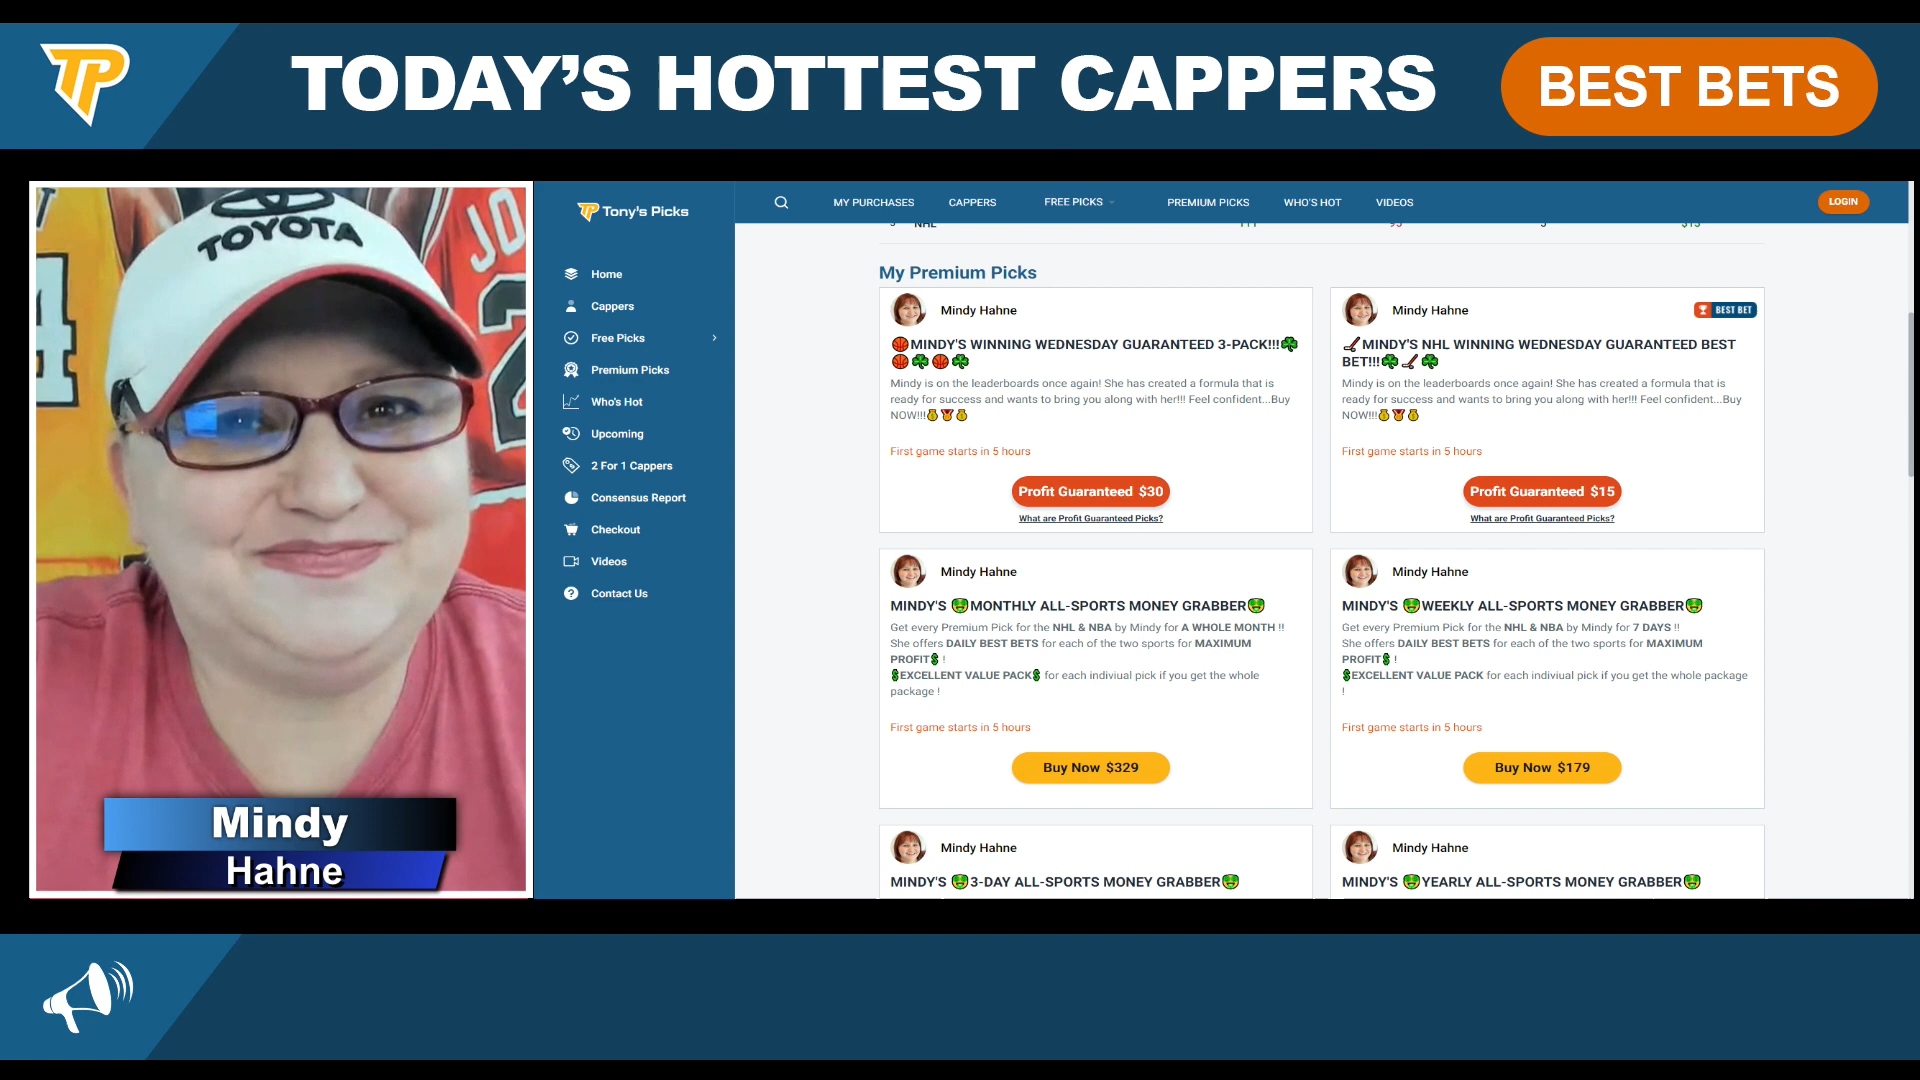 TP
TODAY'S HOTTEST CAPPERS
BEST BETS
TOYOTA
JO
4
2
Mindy
Hahne
Tony's Picks
Home
Cappers
Free Picks
Premium Picks
Who's Hot
Upcoming
2 For 1 Cappers
Consensus Report
Checkout
Videos
Contact Us
MY PURCHASES CAPPERS FREE PICKS PREMIUM PICKS WHO'S HOT VIDEOS LOGIN
NHL
My Premium Picks
Mindy Hahne
🏀MINDY'S WINNING WEDNESDAY GUARANTEED 3-PACK!!!☘
🏀☘🏀☘
Mindy is on the leaderboards once again! She has created a formula that is
ready for success and wants to bring you along with her!!! Feel confident...Buy
NOW!!!💰🏅💰
First game starts in 5 hours
Profit Guaranteed $30
What are Profit Guaranteed Picks?
Mindy Hahne
BEST BET
🏒MINDY'S NHL WINNING WEDNESDAY GUARANTEED BEST
BET!!!☘🏒☘
Mindy is on the leaderboards once again! She has created a formula that is
ready for success and wants to bring you along with her!!! Feel confident...Buy
NOW!!!💰🏅💰
First game starts in 5 hours
Profit Guaranteed $15
What are Profit Guaranteed Picks?
Mindy Hahne
MINDY'S 🤑MONTHLY ALL-SPORTS MONEY GRABBER🤑
Get every Premium Pick for the NHL & NBA by Mindy for A WHOLE MONTH !!
She offers DAILY BEST BETS for each of the two sports for MAXIMUM
PROFIT💲 !
💲EXCELLENT VALUE PACK💲 for each indiviual pick if you get the whole
package !
First game starts in 5 hours
Buy Now $329
Mindy Hahne
MINDY'S 🤑WEEKLY ALL-SPORTS MONEY GRABBER🤑
Get every Premium Pick for the NHL & NBA by Mindy for 7 DAYS !!
She offers DAILY BEST BETS for each of the two sports for MAXIMUM
PROFIT💲 !
💲EXCELLENT VALUE PACK for each indiviual pick if you get the whole package
!
First game starts in 5 hours
Buy Now $179
Mindy Hahne
MINDY'S 🤑3-DAY ALL-SPORTS MONEY GRABBER🤑
Mindy Hahne
MINDY'S 🤑YEARLY ALL-SPORTS MONEY GRABBER🤑